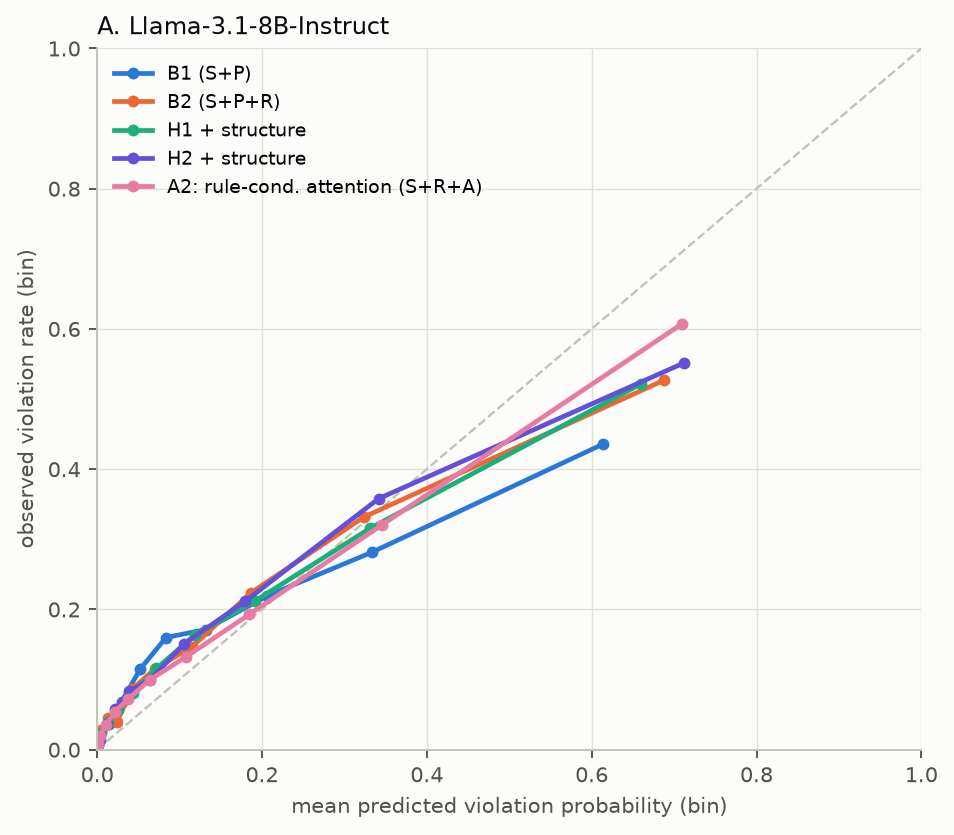 A. Llama-3.1-8B-Instruct
1.0
B1 (S+P)
B2 (S+P+R)
H1 + structure
H2 + structure
A2: rule-cond. attention (S+R+A)
0.8
0.6
0.4
0.2
0.0
observed violation rate (bin)
0.0 0.2 0.4 0.6 0.8 1.0
mean predicted violation probability (bin)